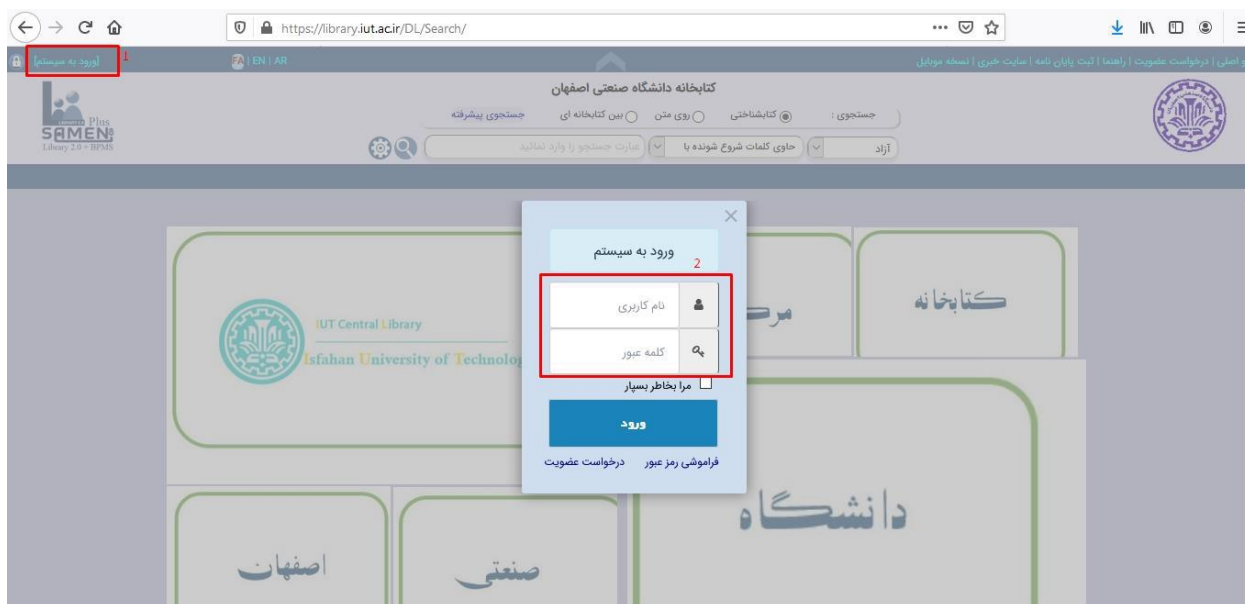 https://library.iut.ac.ir/DL/Search/
[ورود به سیستم] 1
FA | EN | AR
و اصلی | درخواست عضویت | راهنما | ثبت پایان نامه | سایت خبری | نسخه موبایل
کتابخانه دانشگاه صنعتی اصفهان
جستجوی : کتابشناختی روی متن بین کتابخانه ای جستجوی پیشرفته
آزاد حاوی کلمات شروع شونده با عبارت جستجو را وارد نمائید
Plus
SAMEN
Library 2.0 + BPMS
ورود به سیستم
2
نام کاربری
کلمه عبور
مرا بخاطر بسپار
ورود
فراموشی رمز عبور درخواست عضویت
کتابخانه
مرک
IUT Central Library
Isfahan University of Technolog
دانشگاه
صنعتی
اصفهان